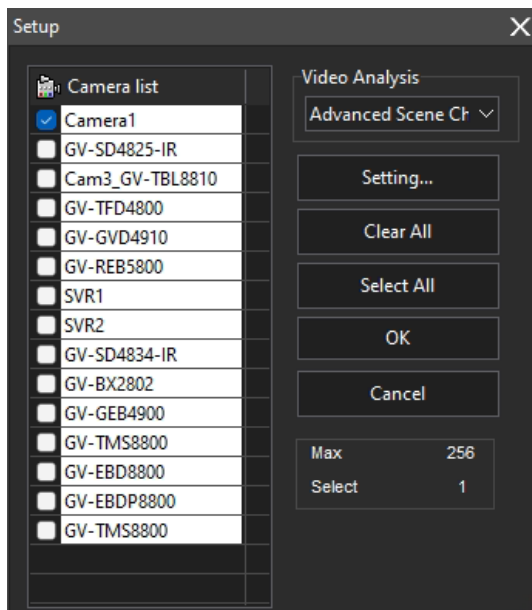 Setup
Camera list
Camera1
GV-SD4825-IR
Cam3_GV-TBL8810
GV-TFD4800
GV-GVD4910
GV-REB5800
SVR1
SVR2
GV-SD4834-IR
GV-BX2802
GV-GEB4900
GV-TMS8800
GV-EBD8800
GV-EBDP8800
GV-TMS8800
Video Analysis
Advanced Scene Ch
Setting...
Clear All
Select All
OK
Cancel
Max 256
Select 1